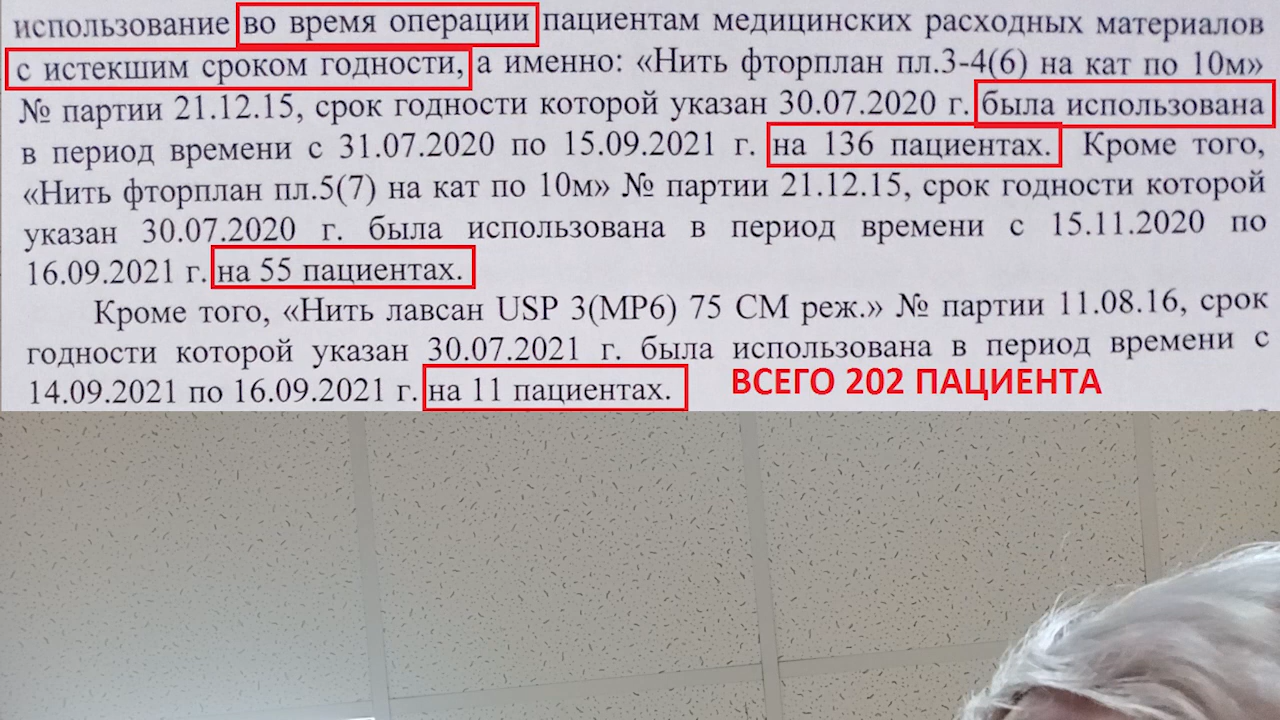 использование во время операции пациентам медицинских расходных материалов
с истекшим сроком годности, а именно: «Нить фторплан пл.3-4(6) на кат по 10м»
№ партии 21.12.15, срок годности которой указан 30.07.2020 г. была использована
в период времени с 31.07.2020 по 15.09.2021 г. на 136 пациентах. Кроме того,
«Нить фторплан пл.5(7) на кат по 10м» № партии 21.12.15, срок годности которой
указан 30.07.2020 г. была использована в период времени с 15.11.2020 по
16.09.2021 г. на 55 пациентах.
Кроме того, «Нить лавсан USP 3(МР6) 75 СМ реж.» № партии 11.08.16, срок
годности которой указан 30.07.2021 г. была использована в период времени с
14.09.2021 по 16.09.2021 г. на 11 пациентах.
ВСЕГО 202 ПАЦИЕНТА